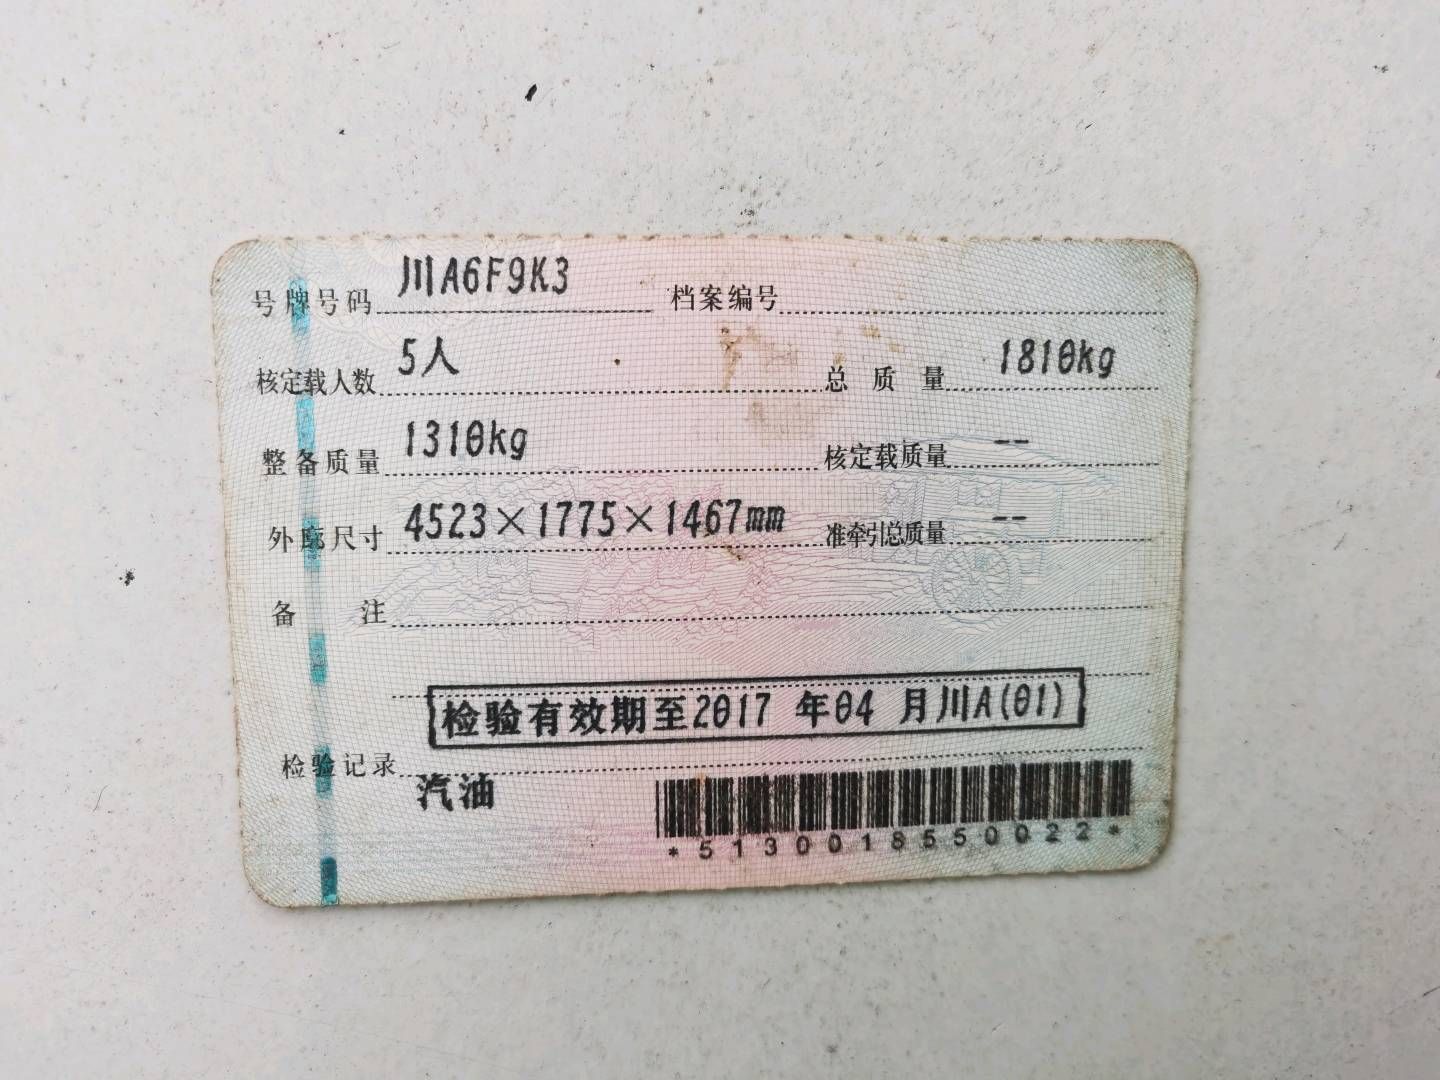 号牌号码 川A6F9K3 档案编号
核定载人数 5人 总质量 1810kg
整备质量 1310kg 核定载质量 --
外廓尺寸 4523×1775×1467mm 准牵引总质量 --
备注
检验有效期至2017 年04 月川A(01)
检验记录
汽油
*5130018550022*